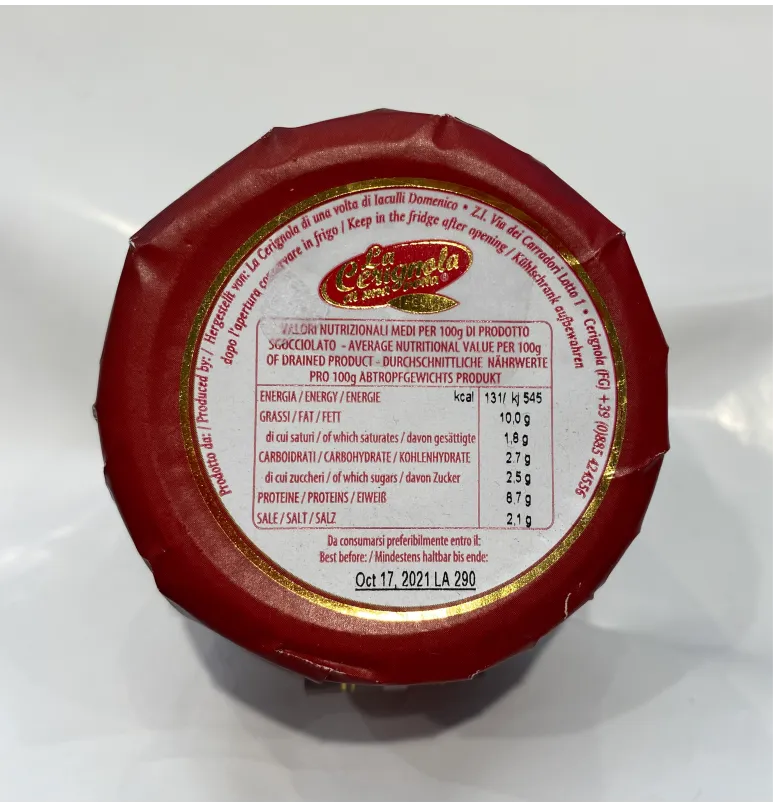 Prodotto da: / Produced by: / Hergestellt von: La Cerignola di una volta di Iaculli Domenico • Z.I. Via dei Carradori Lotto 1 • Cerignola (FG) +39 (0)885 424556
dopo l'apertura in frigo / Keep in the fridge after opening / Kühlschrank aufbewahren
La
Cerignola
di una volta
VALORI NUTRIZIONALI MEDI PER 100g DI PRODOTTO
SGOCCIOLATO - AVERAGE NUTRITIONAL VALUE PER 100g
OF DRAINED PRODUCT - DURCHSCHNITTLICHE NÄHRWERTE
PRO 100g ABTROPFGEWICHTS PRODUKT
ENERGIA / ENERGY / ENERGIE kcal 131/ kj 545
GRASSI / FAT / FETT 10,0 g
di cui saturi / of which saturates / davon gesättigte 1,8 g
CARBOIDRATI / CARBOHYDRATE / KOHLENHYDRATE 2.7 g
di cui zuccheri / of which sugars / davon Zucker 2.5 g
PROTEINE / PROTEINS / EIWEIß 6,7 g
SALE / SALT / SALZ 2,1 g
Da consumarsi preferibilmente entro il:
Best before: / Mindestens haltbar bis ende:
Oct 17, 2021 LA 290